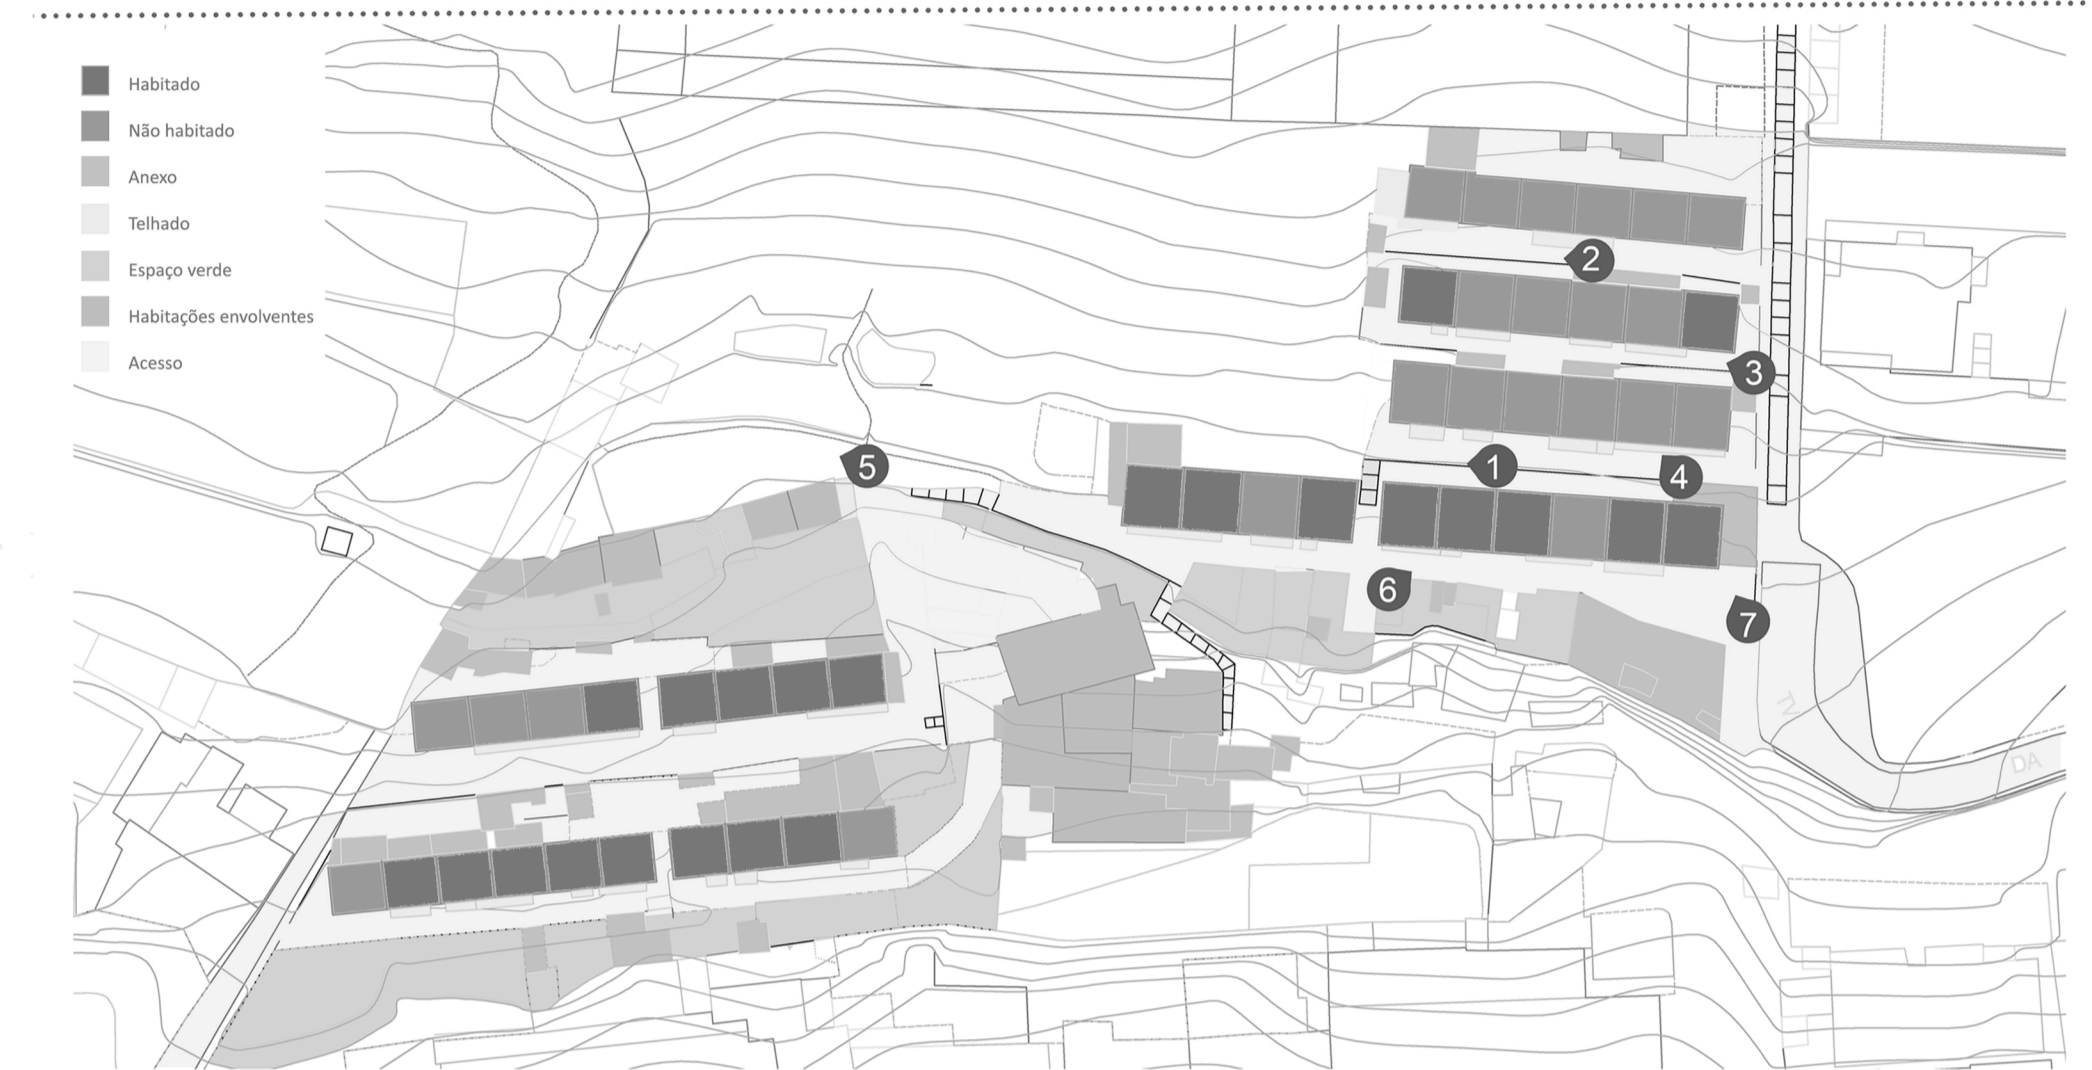 Habitado
Não habitado
Anexo
Telhado
Espaço verde
Habitações envolventes
Acesso
2
3
1
4
5
6
7
DA